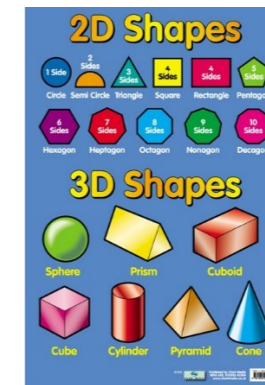 2D Shapes
1 Side
2 Sides
3 Sides
4 Sides
4 Sides
5 Sides
Circle Semi Circle Triangle Square Rectangle Pentago
6 Sides
7 Sides
8 Sides
9 Sides
10 Sides
Hexagon Heptagon Octagon Nonagon Decago
3D Shapes
Sphere Prism Cuboid
Cube Cylinder Pyramid Cone